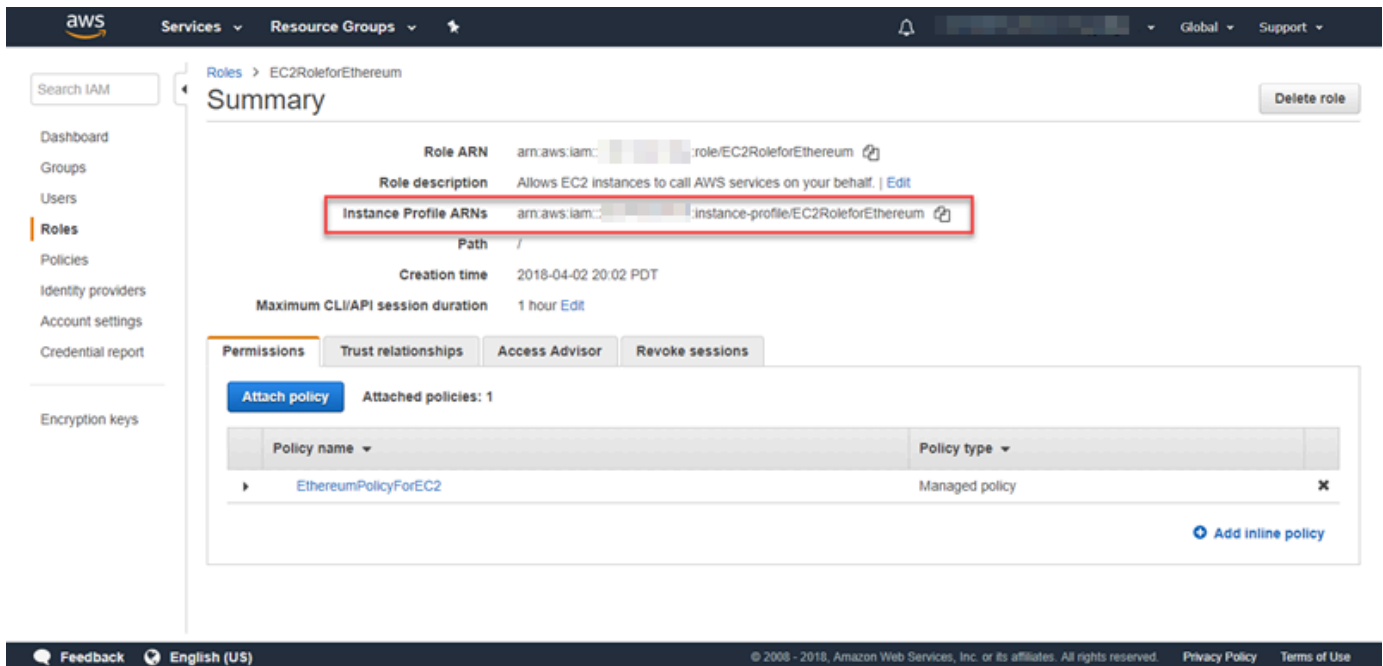 aws
Services Resource Groups Global Support
Search IAM
Dashboard
Groups
Users
Roles
Policies
Identity providers
Account settings
Credential report
Encryption keys
Roles > EC2RoleforEthereum
Summary
Delete role
Role ARN arn:aws:iam:: :role/EC2RoleforEthereum
Role description Allows EC2 instances to call AWS services on your behalf. | Edit
Instance Profile ARNs arn:aws:iam:: :instance-profile/EC2RoleforEthereum
Path /
Creation time 2018-04-02 20:02 PDT
Maximum CLI/API session duration 1 hour Edit
Permissions Trust relationships Access Advisor Revoke sessions
Attach policy Attached policies: 1
Policy name Policy type
EthereumPolicyForEC2 Managed policy
Add inline policy
Feedback English (US) © 2008 - 2018, Amazon Web Services, Inc. or its affiliates. All rights reserved. Privacy Policy Terms of Use